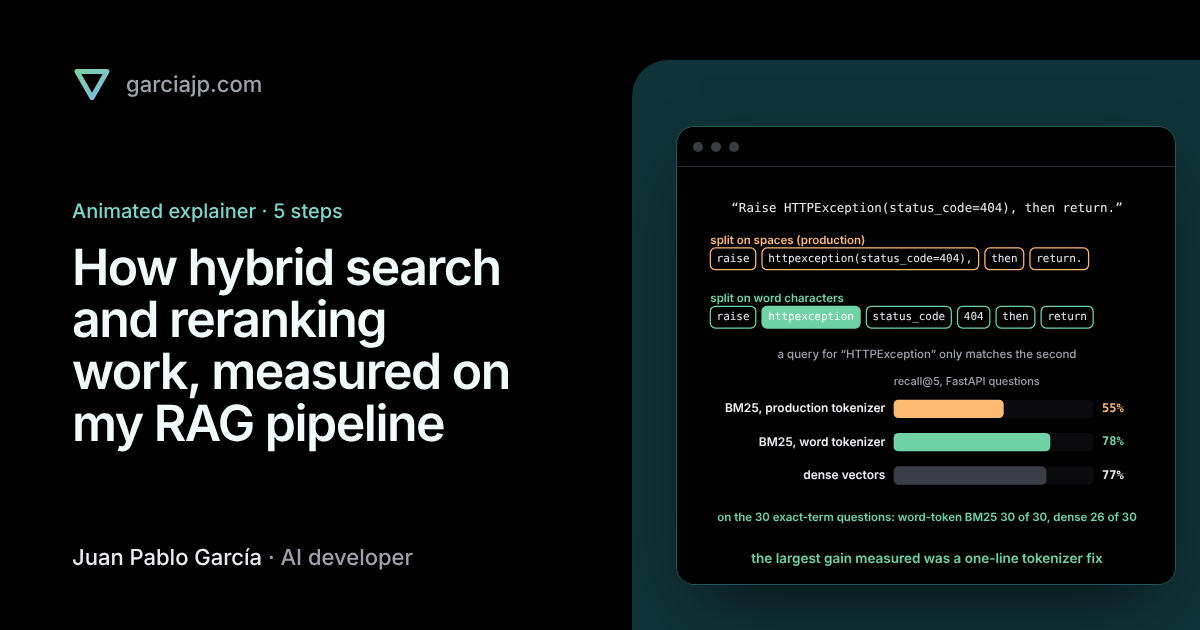 garciajp.com
Animated explainer · 5 steps
How hybrid search
and reranking
work, measured on
my RAG pipeline
Juan Pablo García · AI developer
“Raise HTTPException(status_code=404), then return.”
split on spaces (production)
raise httpexception(status_code=404), then return.
split on word characters
raise httpexception status_code 404 then return
a query for “HTTPException” only matches the second
recall@5, FastAPI questions
BM25, production tokenizer 55%
BM25, word tokenizer 78%
dense vectors 77%
on the 30 exact-term questions: word-token BM25 30 of 30, dense 26 of 30
the largest gain measured was a one-line tokenizer fix